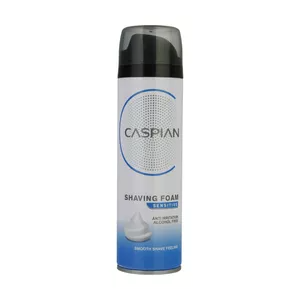 CASPIAN
SHAVING FOAM
SENSITIVE
ANTI-IRRITATION
ALCOHOL FREE
SMOOTH SHAVE FEELING